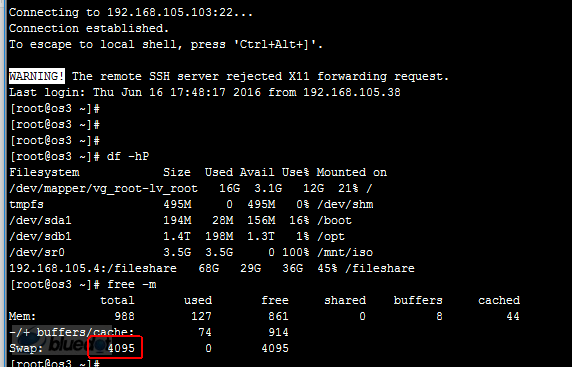 Connecting to 192.168.105.103:22...
Connection established.
To escape to local shell, press 'Ctrl+Alt+]'.
WARNING! The remote SSH server rejected X11 forwarding request.
Last login: Thu Jun 16 17:48:17 2016 from 192.168.105.38
[root@os3 ~]#
[root@os3 ~]#
[root@os3 ~]#
[root@os3 ~]# df -hP
Filesystem Size Used Avail Use% Mounted on
/dev/mapper/vg_root-lv_root 16G 3.1G 12G 21% /
tmpfs 495M 0 495M 0% /dev/shm
/dev/sda1 194M 28M 156M 16% /boot
/dev/sdb1 1.4T 198M 1.3T 1% /opt
/dev/sr0 3.5G 3.5G 0 100% /mnt/iso
192.168.105.4:/fileshare 68G 29G 36G 45% /fileshare
[root@os3 ~]# free -m
total used free shared buffers cached
Mem: 988 127 861 0 8 44
-/+ buffers/cache: 74 914
Swap: 4095 0 4095
[root@os3 ~]#